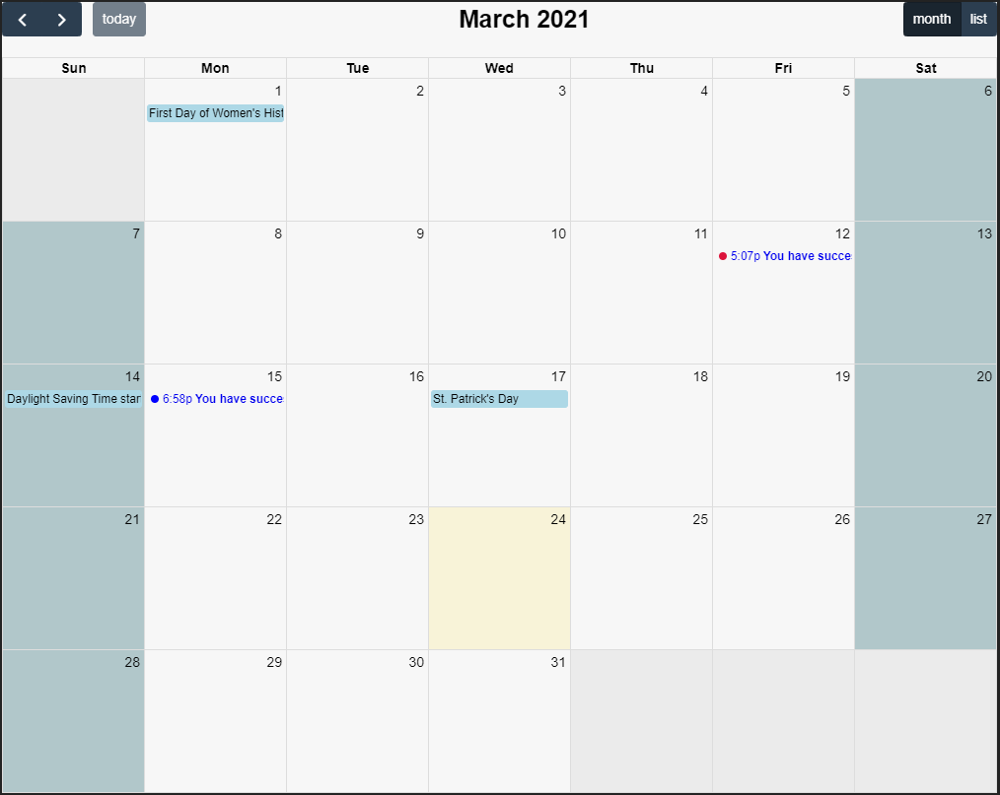 today
March 2021
month list
Sun Mon Tue Wed Thu Fri Sat
1 2 3 4 5 6
First Day of Women's Hist
7 8 9 10 11 12 13
5:07p You have succe
14 15 16 17 18 19 20
Daylight Saving Time star 6:58p You have succe St. Patrick's Day
21 22 23 24 25 26 27
28 29 30 31